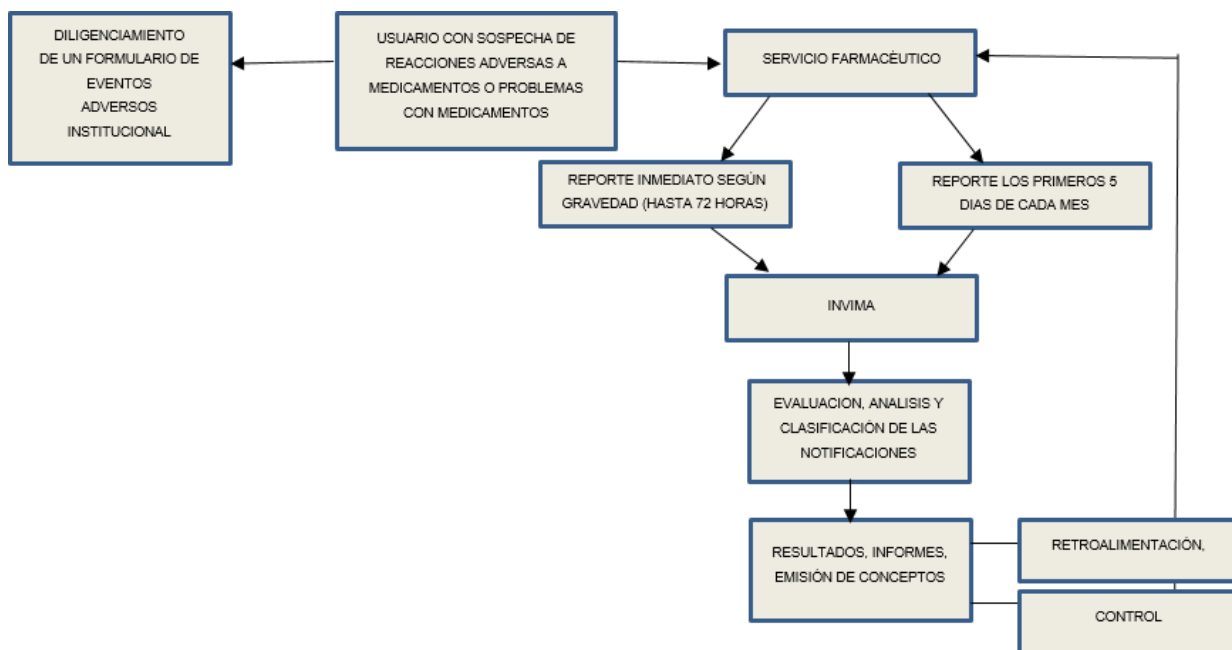 DILIGENCIAMIENTO
DE UN FORMULARIO DE
EVENTOS
ADVERSOS
INSTITUCIONAL
USUARIO CON SOSPECHA DE
REACCIONES ADVERSAS A
MEDICAMENTOS O PROBLEMAS
CON MEDICAMENTOS
SERVICIO FARMACÉUTICO
REPORTE INMEDIATO SEGÚN
GRAVEDAD (HASTA 72 HORAS)
REPORTE LOS PRIMEROS 5
DIAS DE CADA MES
INVIMA
EVALUACION, ANALISIS Y
CLASIFICACIÓN DE LAS
NOTIFICACIONES
RESULTADOS, INFORMES,
EMISIÓN DE CONCEPTOS
RETROALIMENTACIÓN,
CONTROL